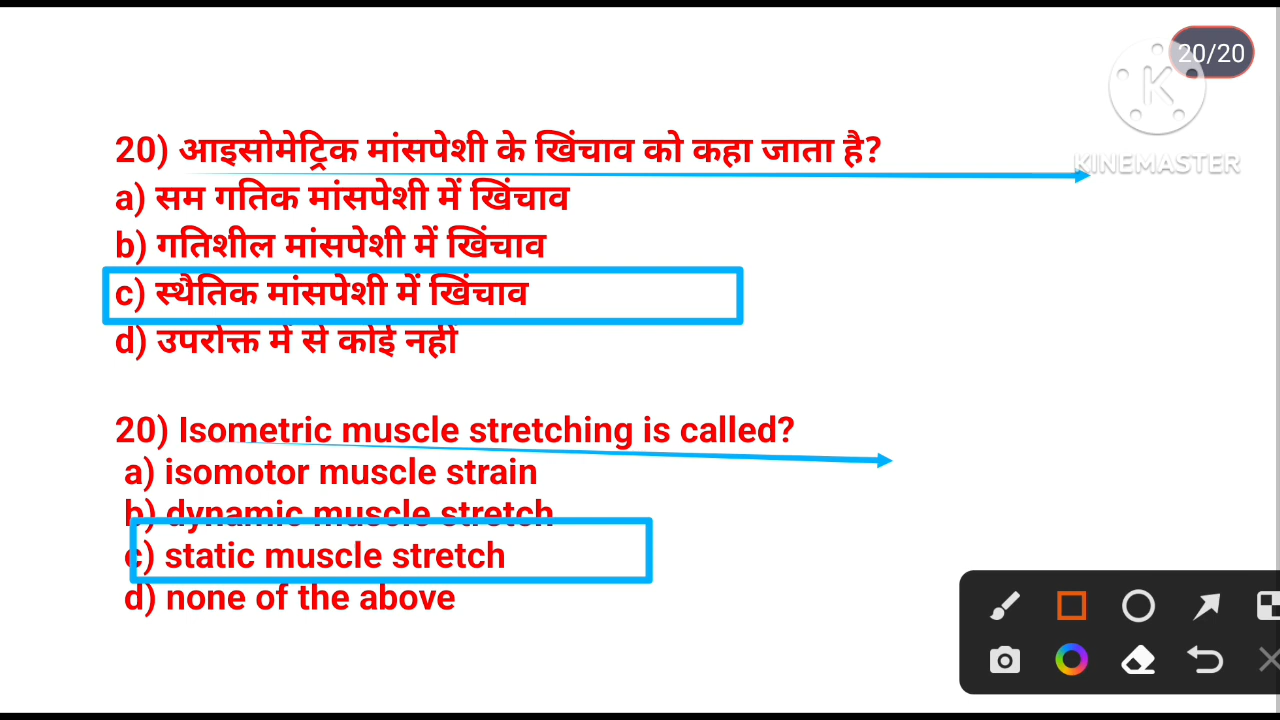 20/20
KINEMASTER
20) आइसोमेट्रिक मांसपेशी के खिंचाव को कहा जाता है?
a) सम गतिक मांसपेशी में खिंचाव
b) गतिशील मांसपेशी में खिंचाव
c) स्थैतिक मांसपेशी में खिंचाव
d) उपरोक्त में से कोई नहीं
20) Isometric muscle stretching is called?
a) isomotor muscle strain
b) dynamic muscle stretch
c) static muscle stretch
d) none of the above